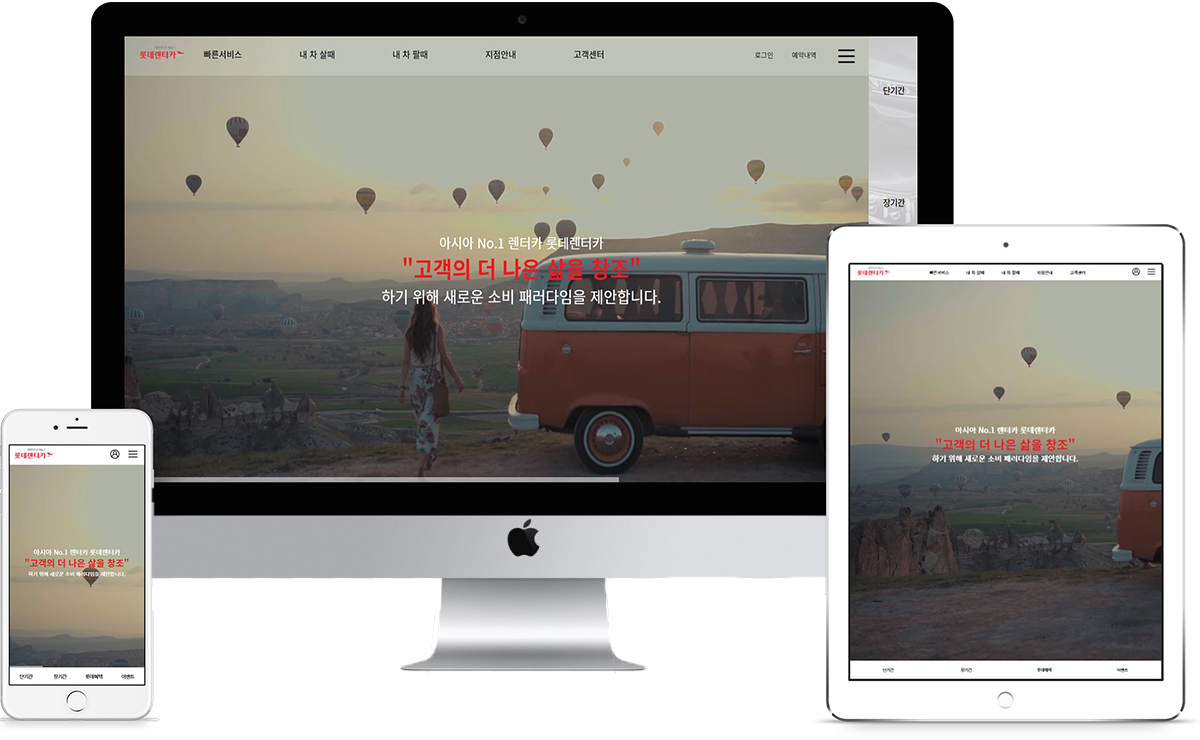 롯데렌터카
빠른서비스
내 차 살때
내 차 팔때
지점안내
고객센터
로그인
예약내역
단기간
장기간
아시아 No.1 렌터카 롯데렌터카
"고객의 더 나은 삶을 창조"
하기 위해 새로운 소비 패러다임을 제안합니다.
롯데렌터카
아시아 No.1 렌터카 롯데렌터카
"고객의 더 나은 삶을 창조"
하기 위해 새로운 소비 패러다임을 제안합니다.
단기간
장기간
롯데혜택
이벤트
롯데렌터카
빠른서비스
내 차 살때
내 차 팔때
지점안내
고객센터
아시아 No.1 렌터카 롯데렌터카
"고객의 더 나은 삶을 창조"
하기 위해 새로운 소비 패러다임을 제안합니다.
단기간
장기간
롯데혜택
이벤트